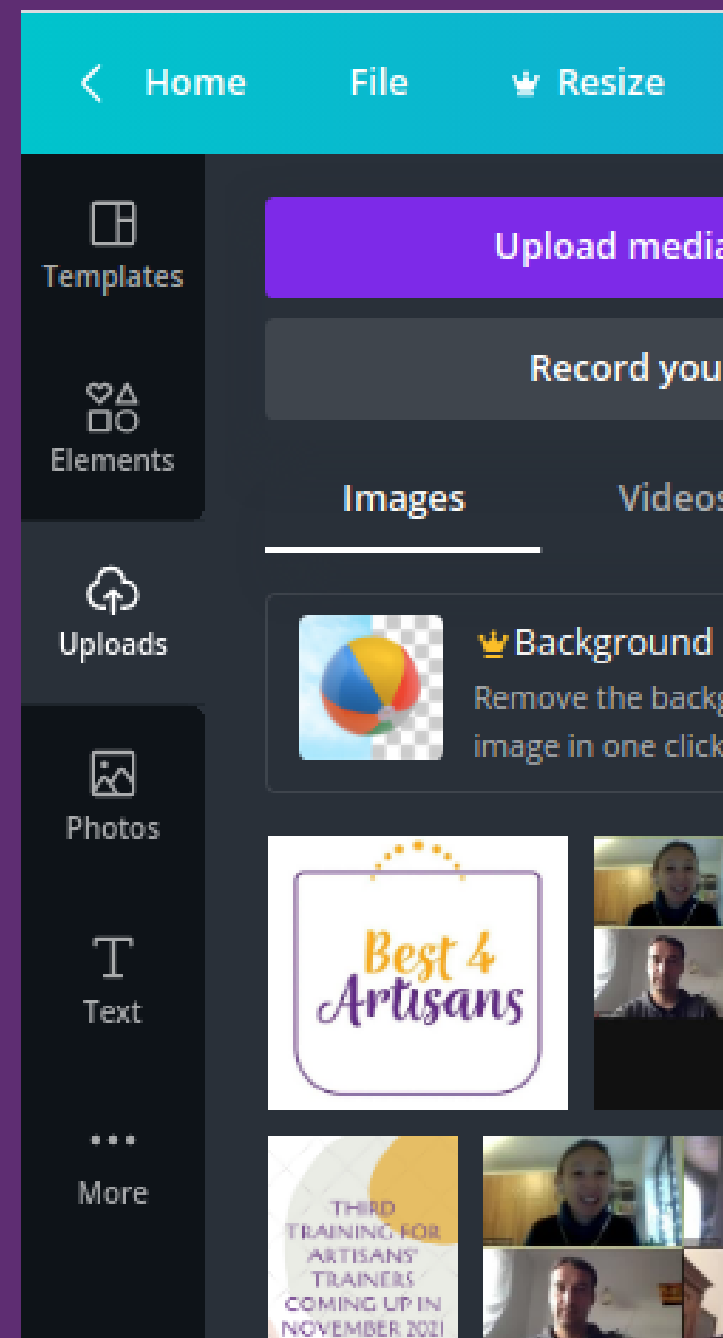 Home File Resize
Templates
Elements
Uploads
Photos
Text
More
Upload media
Record you
Images Videos
Background
Remove the backg
image in one click
Best 4
Artisans
THIRD
TRAINING FOR
ARTISANS'
TRAINERS
COMING UP IN
NOVEMBER 2021